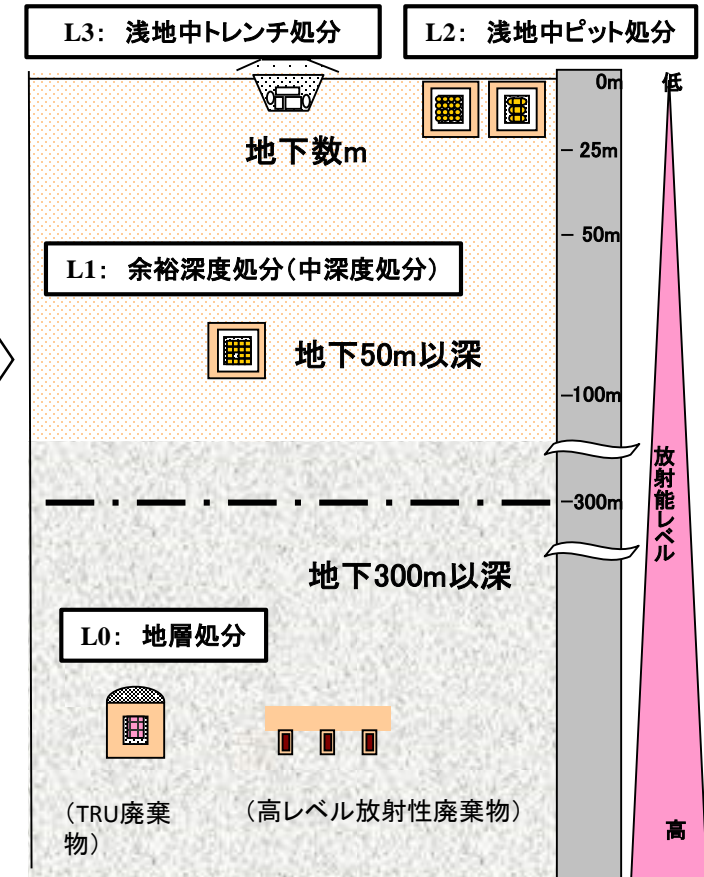 L3： 浅地中トレンチ処分
L2： 浅地中ピット処分
0m
低
地下数m
－ 25m
－ 50m
L1： 余裕深度処分（中深度処分）
地下50m以深
－100m
放射能レベル
－300m
地下300m以深
L0： 地層処分
（TRU廃棄
物）
（高レベル放射性廃棄物）
高